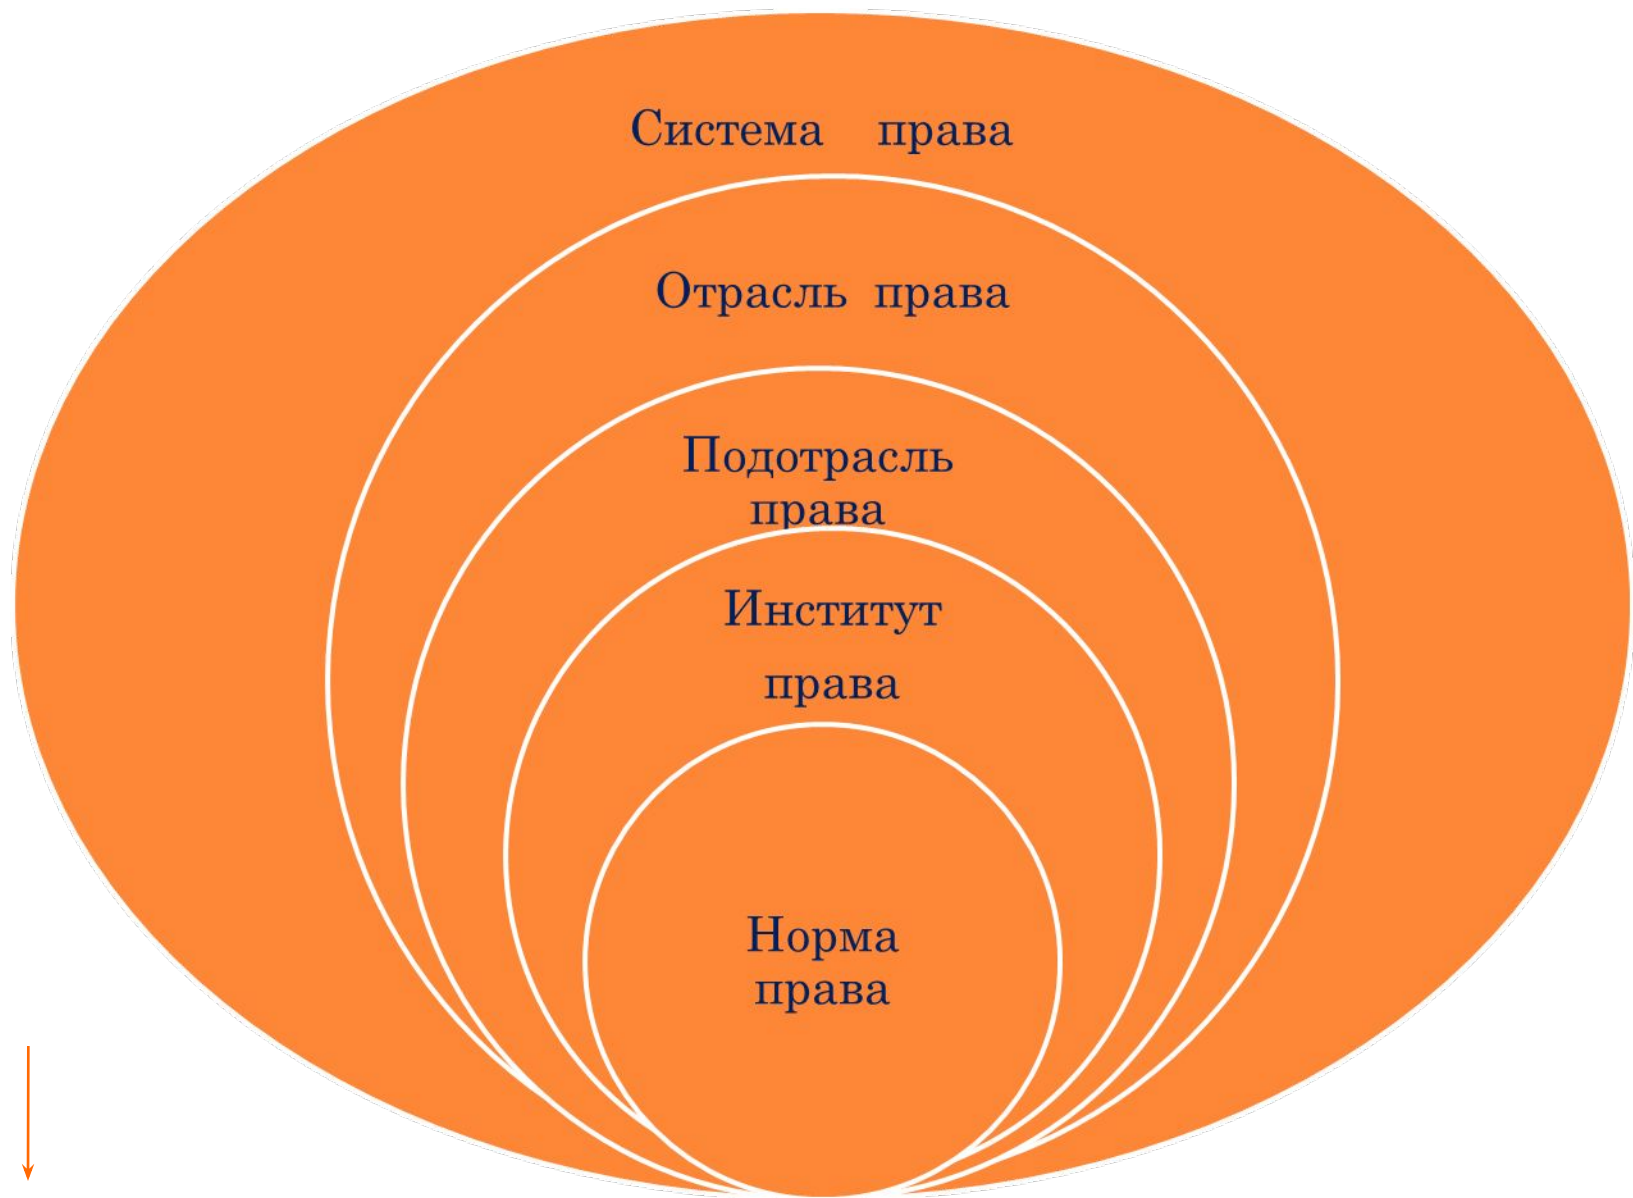 Система права
Отрасль права
Подотрасль
права
Институт
права
Норма
права